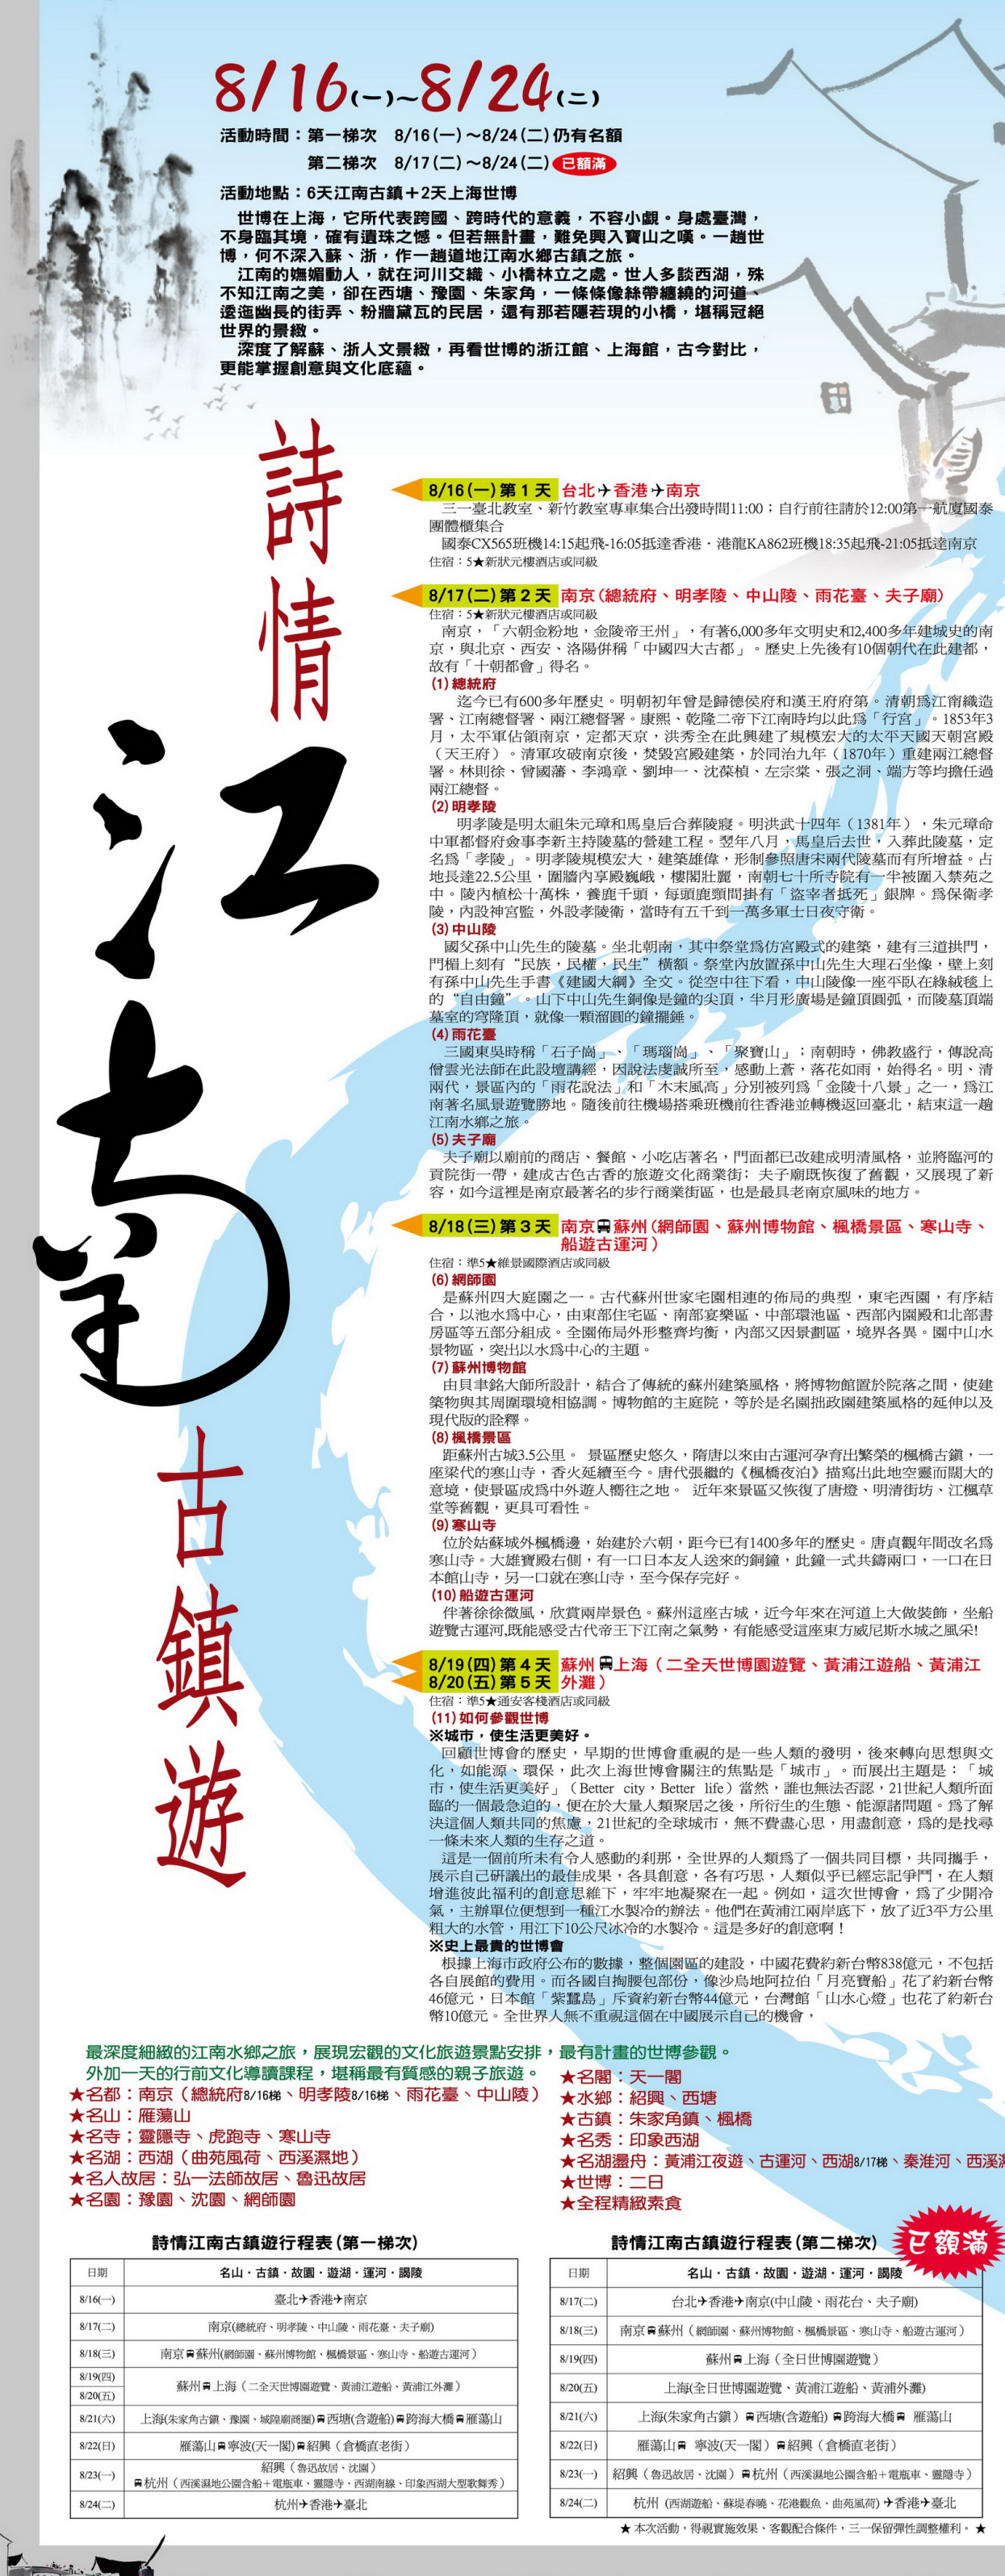 8/16(一)~8/24(二)
活動時間：第一梯次 8/16(一)～8/24(二)仍有名額
第二梯次 8/17(二)～8/24(二) 已額滿
活動地點：6天江南古鎮＋2天上海世博
世博在上海，它所代表跨國、跨時代的意義，不容小覷。身處臺灣，
不身臨其境，確有遺珠之憾。但若無計畫，難免興入寶山之嘆。一趟世
博，何不深入蘇、浙，作一趟道地江南水鄉古鎮之旅。
江南的嫵媚動人，就在河川交織、小橋林立之處。世人多談西湖，殊
不知江南之美，卻在西塘、豫園、朱家角，一條條像絲帶纏繞的河道、
逶迤幽長的街弄、粉牆黛瓦的民居，還有那若隱若現的小橋，堪稱冠絕
世界的景緻。
深度了解蘇、浙人文景緻，再看世博的浙江館、上海館，古今對比，
更能掌握創意與文化底蘊。
詩情
江南
古鎮遊
8/16(一)第1天 台北✈香港✈南京
三一臺北教室、新竹教室專車集合出發時間11:00；自行前往請於12:00第一航廈國泰
團體櫃集合
國泰CX565班機14:15起飛-16:05抵達香港．港龍KA862班機18:35起飛-21:05抵達南京
住宿：5★新狀元樓酒店或同級
8/17(二)第2天 南京(總統府、明孝陵、中山陵、雨花臺、夫子廟)
住宿：5★新狀元樓酒店或同級
南京，「六朝金粉地，金陵帝王州」，有著6,000多年文明史和2,400多年建城史的南
京，與北京、西安、洛陽併稱「中國四大古都」。歷史上先後有10個朝代在此建都，
故有「十朝都會」得名。
(1)總統府
迄今已有600多年歷史。明朝初年曾是歸德侯府和漢王府府第。清朝為江甯織造
署、江南總督署、兩江總督署。康熙、乾隆二帝下江南時均以此為「行宮」。1853年3
月，太平軍佔領南京，定都天京，洪秀全在此興建了規模宏大的太平天國天朝宮殿
（天王府）。清軍攻破南京後，焚毀宮殿建築，於同治九年（1870年）重建兩江總督
署。林則徐、曾國藩、李鴻章、劉坤一、沈葆楨、左宗棠、張之洞、端方等均擔任過
兩江總督。
(2)明孝陵
明孝陵是明太祖朱元璋和馬皇后合葬陵寢。明洪武十四年（1381年），朱元璋命
中軍都督府僉事李新主持陵墓的營建工程。翌年八月，馬皇后去世，入葬此陵墓，定
名為「孝陵」。明孝陵規模宏大，建築雄偉，形制參照唐宋兩代陵墓而有所增益。占
地長達22.5公里，圍牆內享殿巍峨，樓閣壯麗，南朝七十所寺院有一半被圍入禁苑之
中。陵內植松十萬株，養鹿千頭，每頭鹿頸間掛有「盜宰者抵死」銀牌。為保衛孝
陵，內設神宮監，外設孝陵衛，當時有五千到一萬多軍士日夜守衛。
(3)中山陵
國父孫中山先生的陵墓。坐北朝南，其中祭堂為仿宮殿式的建築，建有三道拱門，
門楣上刻有“民族，民權，民生”橫額。祭堂內放置孫中山先生大理石坐像，壁上刻
有孫中山先生手書《建國大綱》全文。從空中往下看，中山陵像一座平臥在綠絨毯上
的“自由鐘”。山下中山先生銅像是鐘的尖頂，半月形廣場是鐘頂圓弧，而陵墓頂端
墓室的穹隆頂，就像一顆溜圓的鐘擺錘。
(4)雨花臺
三國東吳時稱「石子崗」、「瑪瑙崗」、「聚寶山」；南朝時，佛教盛行，傳說高
僧雲光法師在此設壇講經，因說法虔誠所至，感動上蒼，落花如雨，始得名。明、清
兩代，景區內的「雨花說法」和「木末風高」分別被列為「金陵十八景」之一，為江
南著名風景遊覽勝地。隨後前往機場搭乘班機前往香港並轉機返回臺北，結束這一趟
江南水鄉之旅。
(5)夫子廟
夫子廟以廟前的商店、餐館、小吃店著名，門面都已改建成明清風格，並將臨河的
貢院街一帶，建成古色古香的旅遊文化商業街；夫子廟既恢復了舊觀，又展現了新
容，如今這裡是南京最著名的步行商業街區，也是最具老南京風味的地方。
8/18(三)第3天 南京🚌蘇州(網師園、蘇州博物館、楓橋景區、寒山寺、
船遊古運河)
住宿：準5★維景國際酒店或同級
(6)網師園
是蘇州四大庭園之一。古代蘇州世家宅園相連的佈局的典型，東宅西園，有序結
合，以池水為中心，由東部住宅區、南部宴樂區、中部環池區、西部內園殿和北部書
房區等五部分組成。全園佈局外形整齊均衡，內部又因景劃區，境界各異。園中山水
景物區，突出以水為中心的主題。
(7)蘇州博物館
由貝聿銘大師所設計，結合了傳統的蘇州建築風格，將博物館置於院落之間，使建
築物與其周圍環境相協調。博物館的主庭院，等於是名園拙政園建築風格的延伸以及
現代版的詮釋。
(8)楓橋景區
距蘇州古城3.5公里。 景區歷史悠久，隋唐以來由古運河孕育出繁榮的楓橋古鎮，一
座梁代的寒山寺，香火延續至今。唐代張繼的《楓橋夜泊》描寫出此地空靈而闊大的
意境，使景區成為中外遊人嚮往之地。 近年來景區又恢復了唐燈、明清街坊、江楓草
堂等舊觀，更具可看性。
(9)寒山寺
位於姑蘇城外楓橋邊，始建於六朝，距今已有1400多年的歷史。唐貞觀年間改名為
寒山寺。大雄寶殿右側，有一口日本友人送來的銅鐘，此鐘一式共鑄兩口，一口在日
本館山寺，另一口就在寒山寺，至今保存完好。
(10)船遊古運河
伴著徐徐微風，欣賞兩岸景色。蘇州這座古城，近今年來在河道上大做裝飾，坐船
遊覽古運河,既能感受古代帝王下江南之氣勢，有能感受這座東方威尼斯水城之風采!
8/19(四)第4天 蘇州🚌上海（二全天世博園遊覽、黃浦江遊船、黃浦江
8/20(五)第5天 外灘）
住宿：準5★通安客棧酒店或同級
(11)如何參觀世博
※城市，使生活更美好。
回顧世博會的歷史，早期的世博會重視的是一些人類的發明，後來轉向思想與文
化，如能源、環保，此次上海世博會關注的焦點是「城市」。而展出主題是：「城
市，使生活更美好」（Better city，Better life）當然，誰也無法否認，21世紀人類所面
臨的一個最急迫的，便在於大量人類聚居之後，所衍生的生態、能源諸問題。為了解
決這個人類共同的焦慮，21世紀的全球城市，無不費盡心思，用盡創意，為的是找尋
一條未來人類的生存之道。
這是一個前所未有令人感動的剎那，全世界的人類為了一個共同目標，共同攜手，
展示自己研議出的最佳成果，各具創意，各有巧思，人類似乎已經忘記爭鬥，在人類
增進彼此福利的創意思維下，牢牢地凝聚在一起。例如，這次世博會，為了少開冷
氣，主辦單位便想到一種江水製冷的辦法。他們在黃浦江兩岸底下，放了近3平方公里
粗大的水管，用江下10公尺冰冷的水製冷。這是多好的創意啊！
※史上最貴的世博會
根據上海市政府公布的數據，整個園區的建設，中國花費約新台幣838億元，不包括
各自展館的費用。而各國自掏腰包部份，像沙烏地阿拉伯「月亮寶船」花了約新台幣
46億元，日本館「紫蠶島」斥資約新台幣44億元，台灣館「山水心燈」也花了約新台
幣10億元。全世界人無不重視這個在中國展示自己的機會，
最深度細緻的江南水鄉之旅，展現宏觀的文化旅遊景點安排，最有計畫的世博參觀。
外加一天的行前文化導讀課程，堪稱最有質感的親子旅遊。
★名都：南京（總統府8/16梯、明孝陵8/16梯、雨花臺、中山陵）
★名山：雁蕩山
★名寺；靈隱寺、虎跑寺、寒山寺
★名湖：西湖（曲苑風荷、西溪濕地）
★名人故居：弘一法師故居、魯迅故居
★名園：豫園、沈園、網師園
★名閣：天一閣
★水鄉：紹興、西塘
★古鎮：朱家角鎮、楓橋
★名秀：印象西湖
★名湖盪舟：黃浦江夜遊、古運河、西湖8/17梯、秦淮河、西溪
★世博：二日
★全程精緻素食
詩情江南古鎮遊行程表(第一梯次)
日期 名山．古鎮．故園．遊湖．運河．謁陵
8/16(一) 臺北✈香港✈南京
8/17(二) 南京(總統府、明孝陵、中山陵、雨花臺、夫子廟)
8/18(三) 南京🚌蘇州(網師園、蘇州博物館、楓橋景區、寒山寺、船遊古運河）
8/19(四)
8/20(五) 蘇州🚌上海（二全天世博園遊覽、黃浦江遊船、黃浦江外灘）
8/21(六) 上海(朱家角古鎮、豫園、城隍廟商圈)🚌西塘(含遊船)🚌跨海大橋🚌雁蕩山
8/22(日) 雁蕩山🚌寧波(天一閣)🚌紹興（倉橋直老街）
8/23(一) 紹興（魯迅故居、沈園）
🚌杭州（西溪濕地公園含船＋電瓶車、靈隱寺、西湖南線、印象西湖大型歌舞秀）
8/24(二) 杭州✈香港✈臺北
詩情江南古鎮遊行程表(第二梯次) 已額滿
日期 名山．古鎮．故園．遊湖．運河．謁陵
8/17(二) 台北✈香港✈南京(中山陵、雨花台、夫子廟)
8/18(三) 南京🚌蘇州（網師園、蘇州博物館、楓橋景區、寒山寺、船遊古運河）
8/19(四) 蘇州🚌上海（全日世博園遊覽）
8/20(五) 上海(全日世博園遊覽、黃浦江遊船、黃浦外灘)
8/21(六) 上海(朱家角古鎮）🚌西塘(含遊船)🚌跨海大橋🚌 雁蕩山
8/22(日) 雁蕩山🚌 寧波(天一閣）🚌紹興（倉橋直老街）
8/23(一) 紹興（魯迅故居、沈園）🚌杭州（西溪濕地公園含船＋電瓶車、靈隱寺）
8/24(二) 杭州 (西湖遊船、蘇堤春曉、花港觀魚、曲苑風荷)✈香港✈臺北
★ 本次活動，得視實施效果、客觀配合條件，三一保留彈性調整權利。★